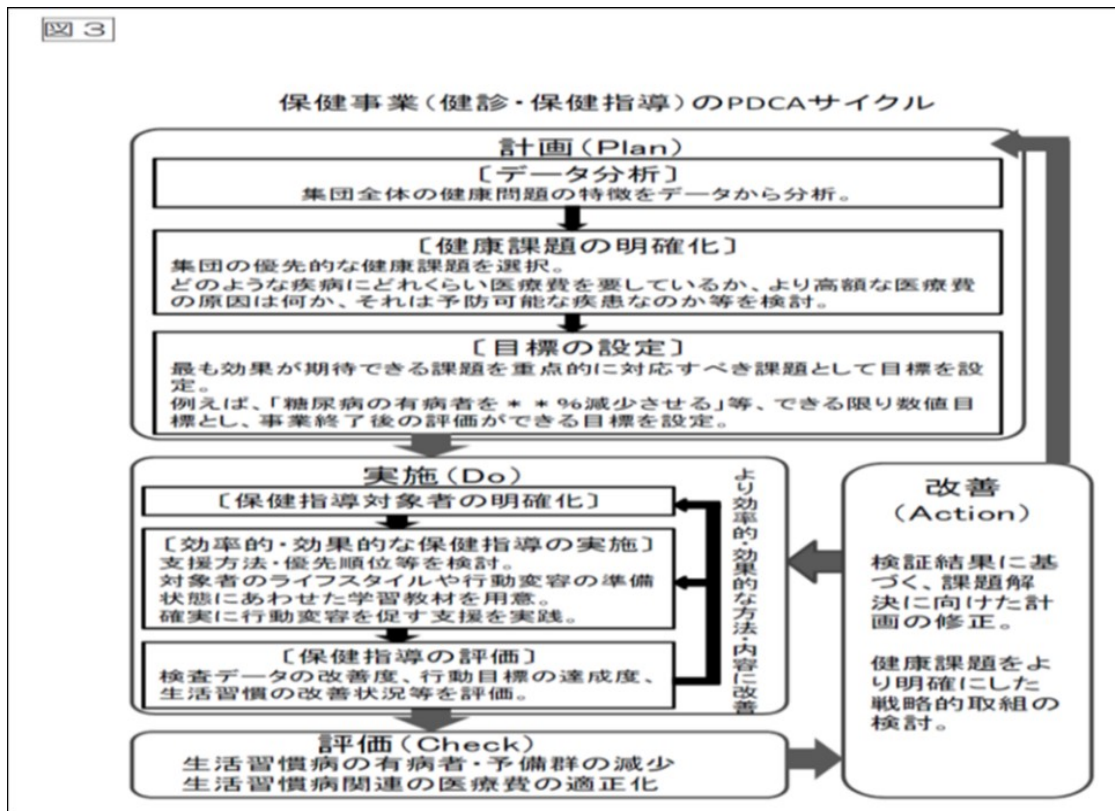 図3
保健事業(健診・保健指導)のPDCAサイクル
計画(Plan)
[データ分析]
集団全体の健康問題の特徴をデータから分析。
[健康課題の明確化]
集団の優先的な健康課題を選択。
どのような疾病にどれくらい医療費を要しているか、より高額な医療費
の原因は何か、それは予防可能な疾患なのか等を検討。
[目標の設定]
最も効果が期待できる課題を重点的に対応すべき課題として目標を設
定。
例えば、「糖尿病の有病者を**%減少させる」等、できる限り数値目
標とし、事業終了後の評価ができる目標を設定。
実施(Do)
[保健指導対象者の明確化]
[効率的・効果的な保健指導の実施]
支援方法・優先順位等を検討。
対象者のライフスタイルや行動変容の準備
状態にあわせた学習教材を用意。
確実に行動変容を促す支援を実践。
[保健指導の評価]
検査データの改善度、行動目標の達成度、
生活習慣の改善状況等を評価。
より効率的・効果的な方法・内容に改善
評価(Check)
生活習慣病の有病者・予備群の減少
生活習慣病関連の医療費の適正化
改善
(Action)
検証結果に基
づく、課題解
決に向けた計
画の修正。
健康課題をよ
り明確にした
戦略的取組の
検討。